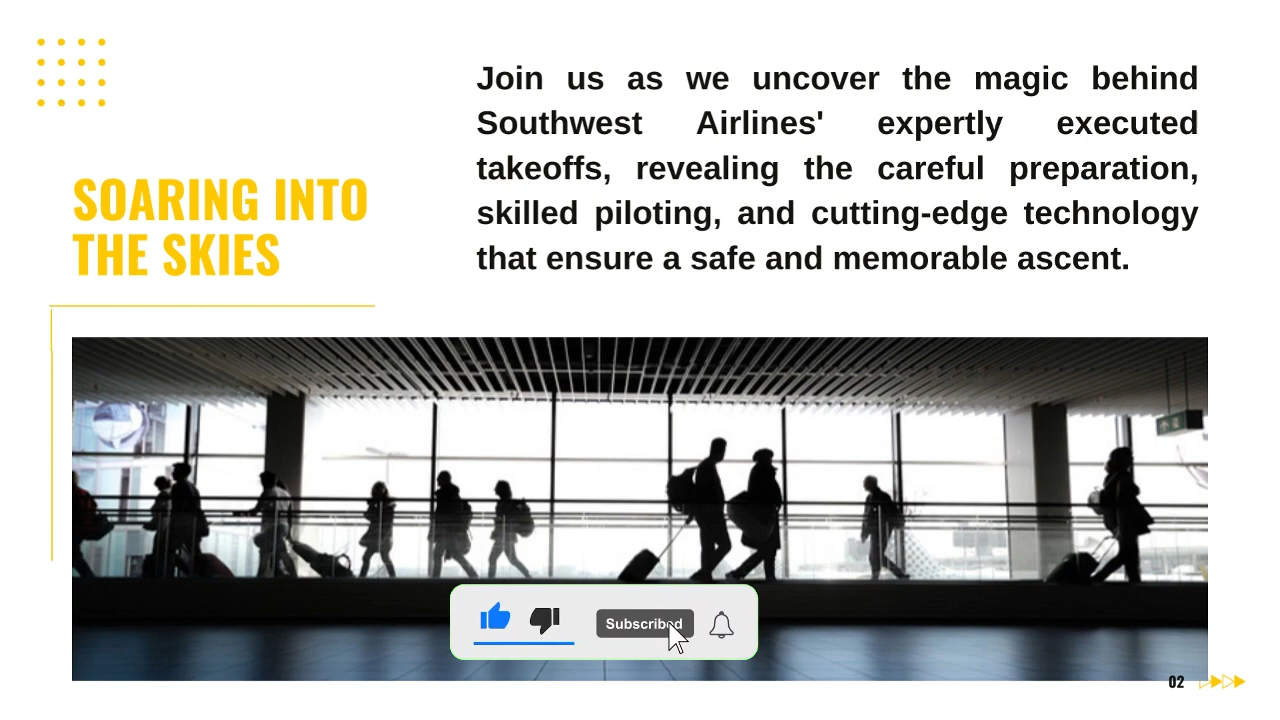 SOARING INTO
THE SKIES
Join us as we uncover the magic behind
Southwest Airlines' expertly executed
takeoffs, revealing the careful preparation,
skilled piloting, and cutting-edge technology
that ensure a safe and memorable ascent.
Subscribed
02